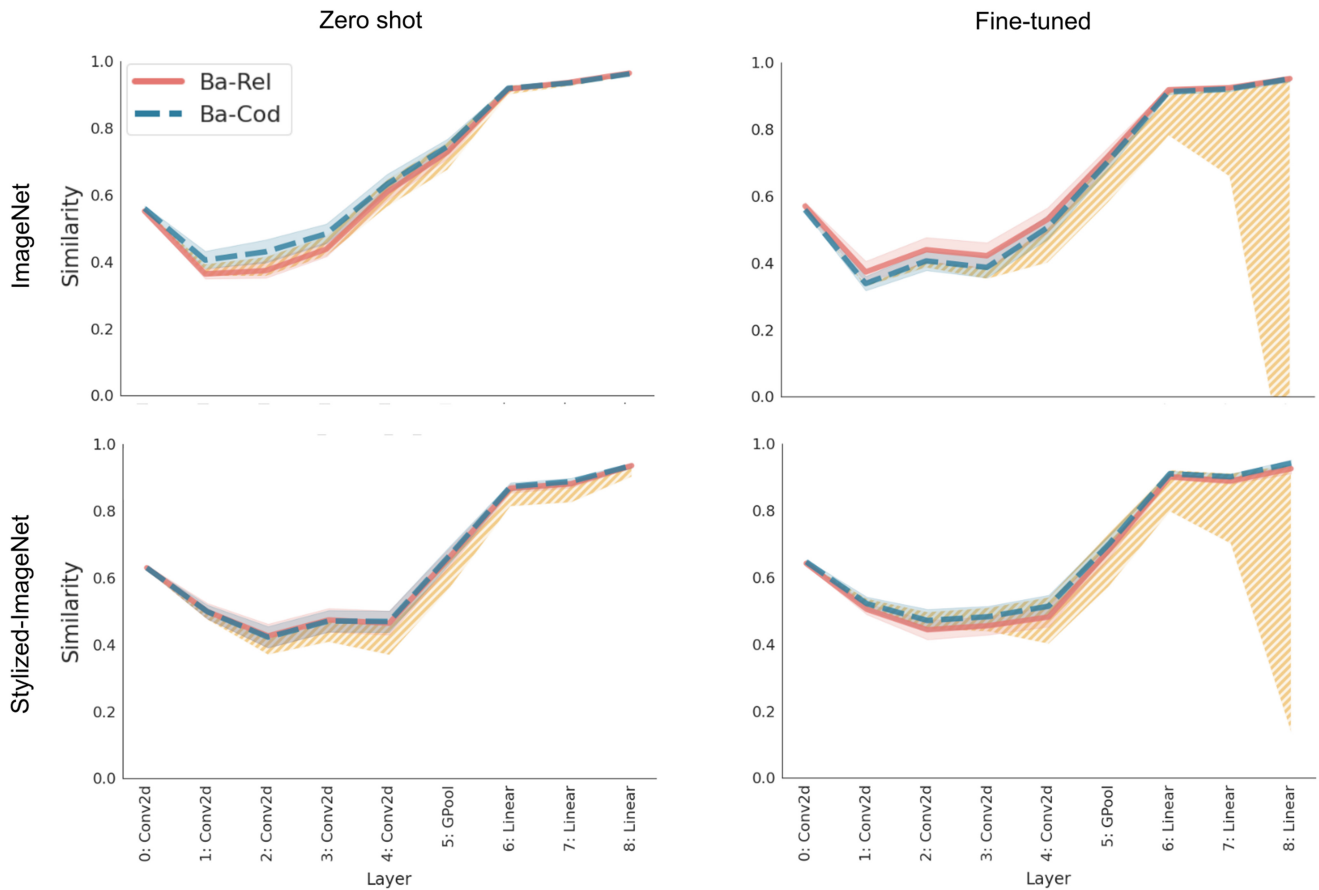 Zero shot
Fine-tuned
ImageNet
Similarity
1.0
0.8
0.6
0.4
0.2
0.0
Ba-Rel
Ba-Cod
1.0
0.8
0.6
0.4
0.2
0.0
Stylized-ImageNet
Similarity
1.0
0.8
0.6
0.4
0.2
0.0
0: Conv2d
1: Conv2d
2: Conv2d
3: Conv2d
4: Conv2d
5: GPool
6: Linear
7: Linear
8: Linear
Layer
1.0
0.8
0.6
0.4
0.2
0.0
0: Conv2d
1: Conv2d
2: Conv2d
3: Conv2d
4: Conv2d
5: GPool
6: Linear
7: Linear
8: Linear
Layer